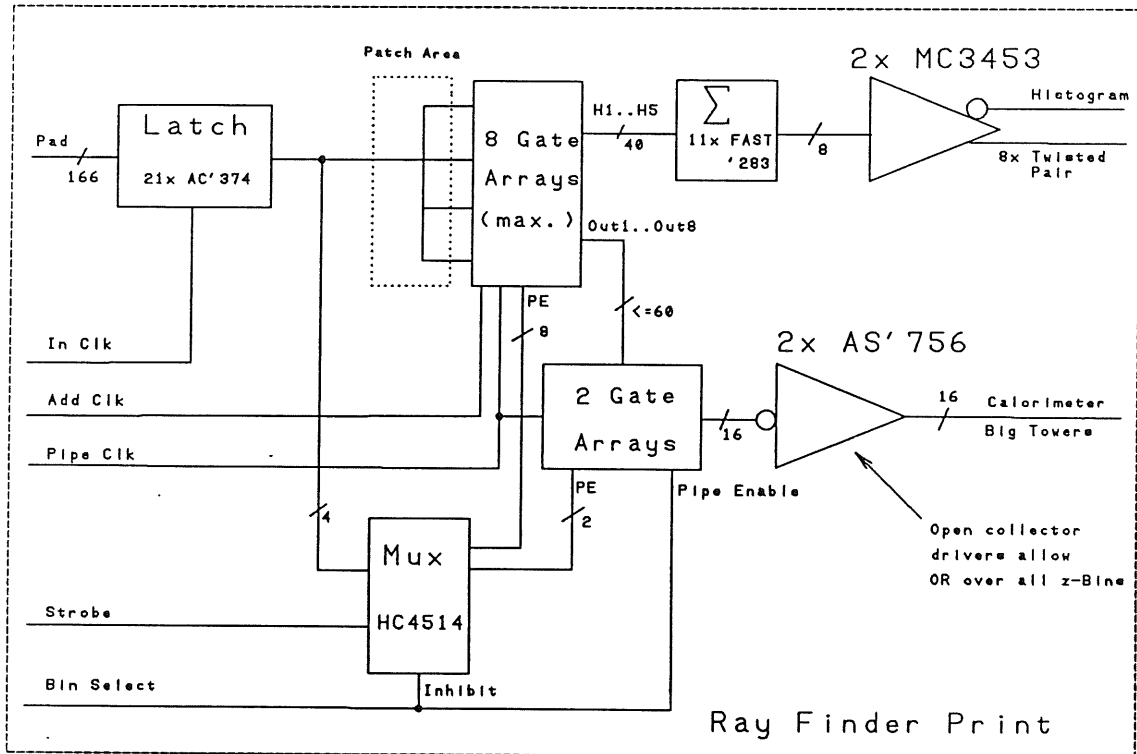 Patch Area
2x MC3453
Histogram
8x Twisted
Pair
Pad
166
Latch
21x AC'374
8 Gate
Arrays
(max.)
H1..H5
40
Σ
11x FAST
'283
8
Out1..Out8
<=60
PE
8
In Clk
Add Clk
Pipe Clk
2 Gate
Arrays
2x AS'756
16
16
Calorimeter
Big Towers
PE
2
Pipe Enable
4
Mux
HC4514
Open collector
drivers allow
OR over all z-Bins
Strobe
Bin Select
Inhibit
Ray Finder Print